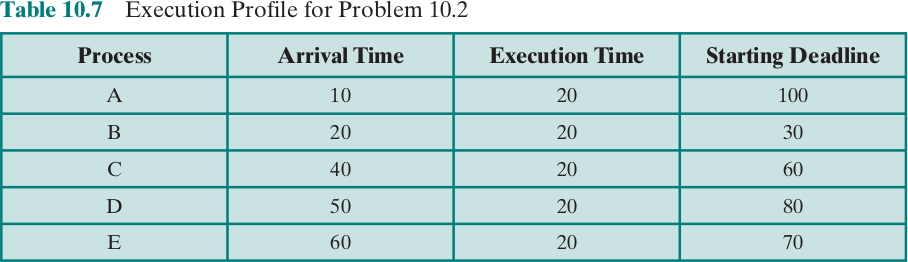 Table 10.7 Execution Profile for Problem 10.2
Process Arrival Time Execution Time Starting Deadline
A 10 20 100
B 20 20 30
C 40 20 60
D 50 20 80
E 60 20 70